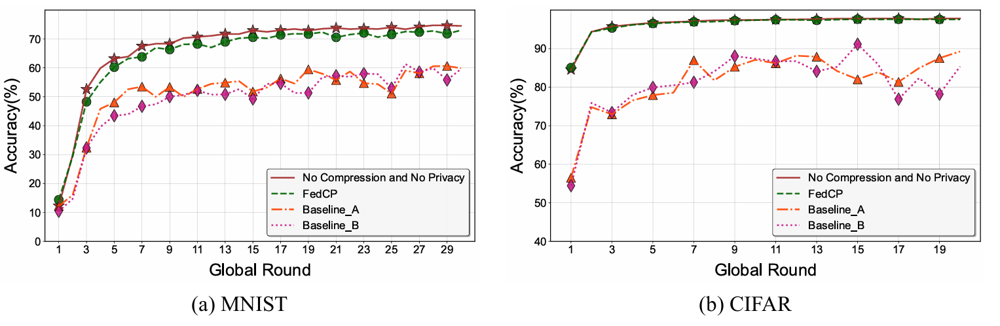 Accuracy(%)
70
60
50
40
30
20
10
0
1 3 5 7 9 11 13 15 17 19 21 23 25 27 29
Global Round
No Compression and No Privacy
FedCP
Baseline_A
Baseline_B
(a) MNIST
Accuracy(%)
90
80
70
60
50
40
1 3 5 7 9 11 13 15 17 19
Global Round
No Compression and No Privacy
FedCP
Baseline_A
Baseline_B
(b) CIFAR